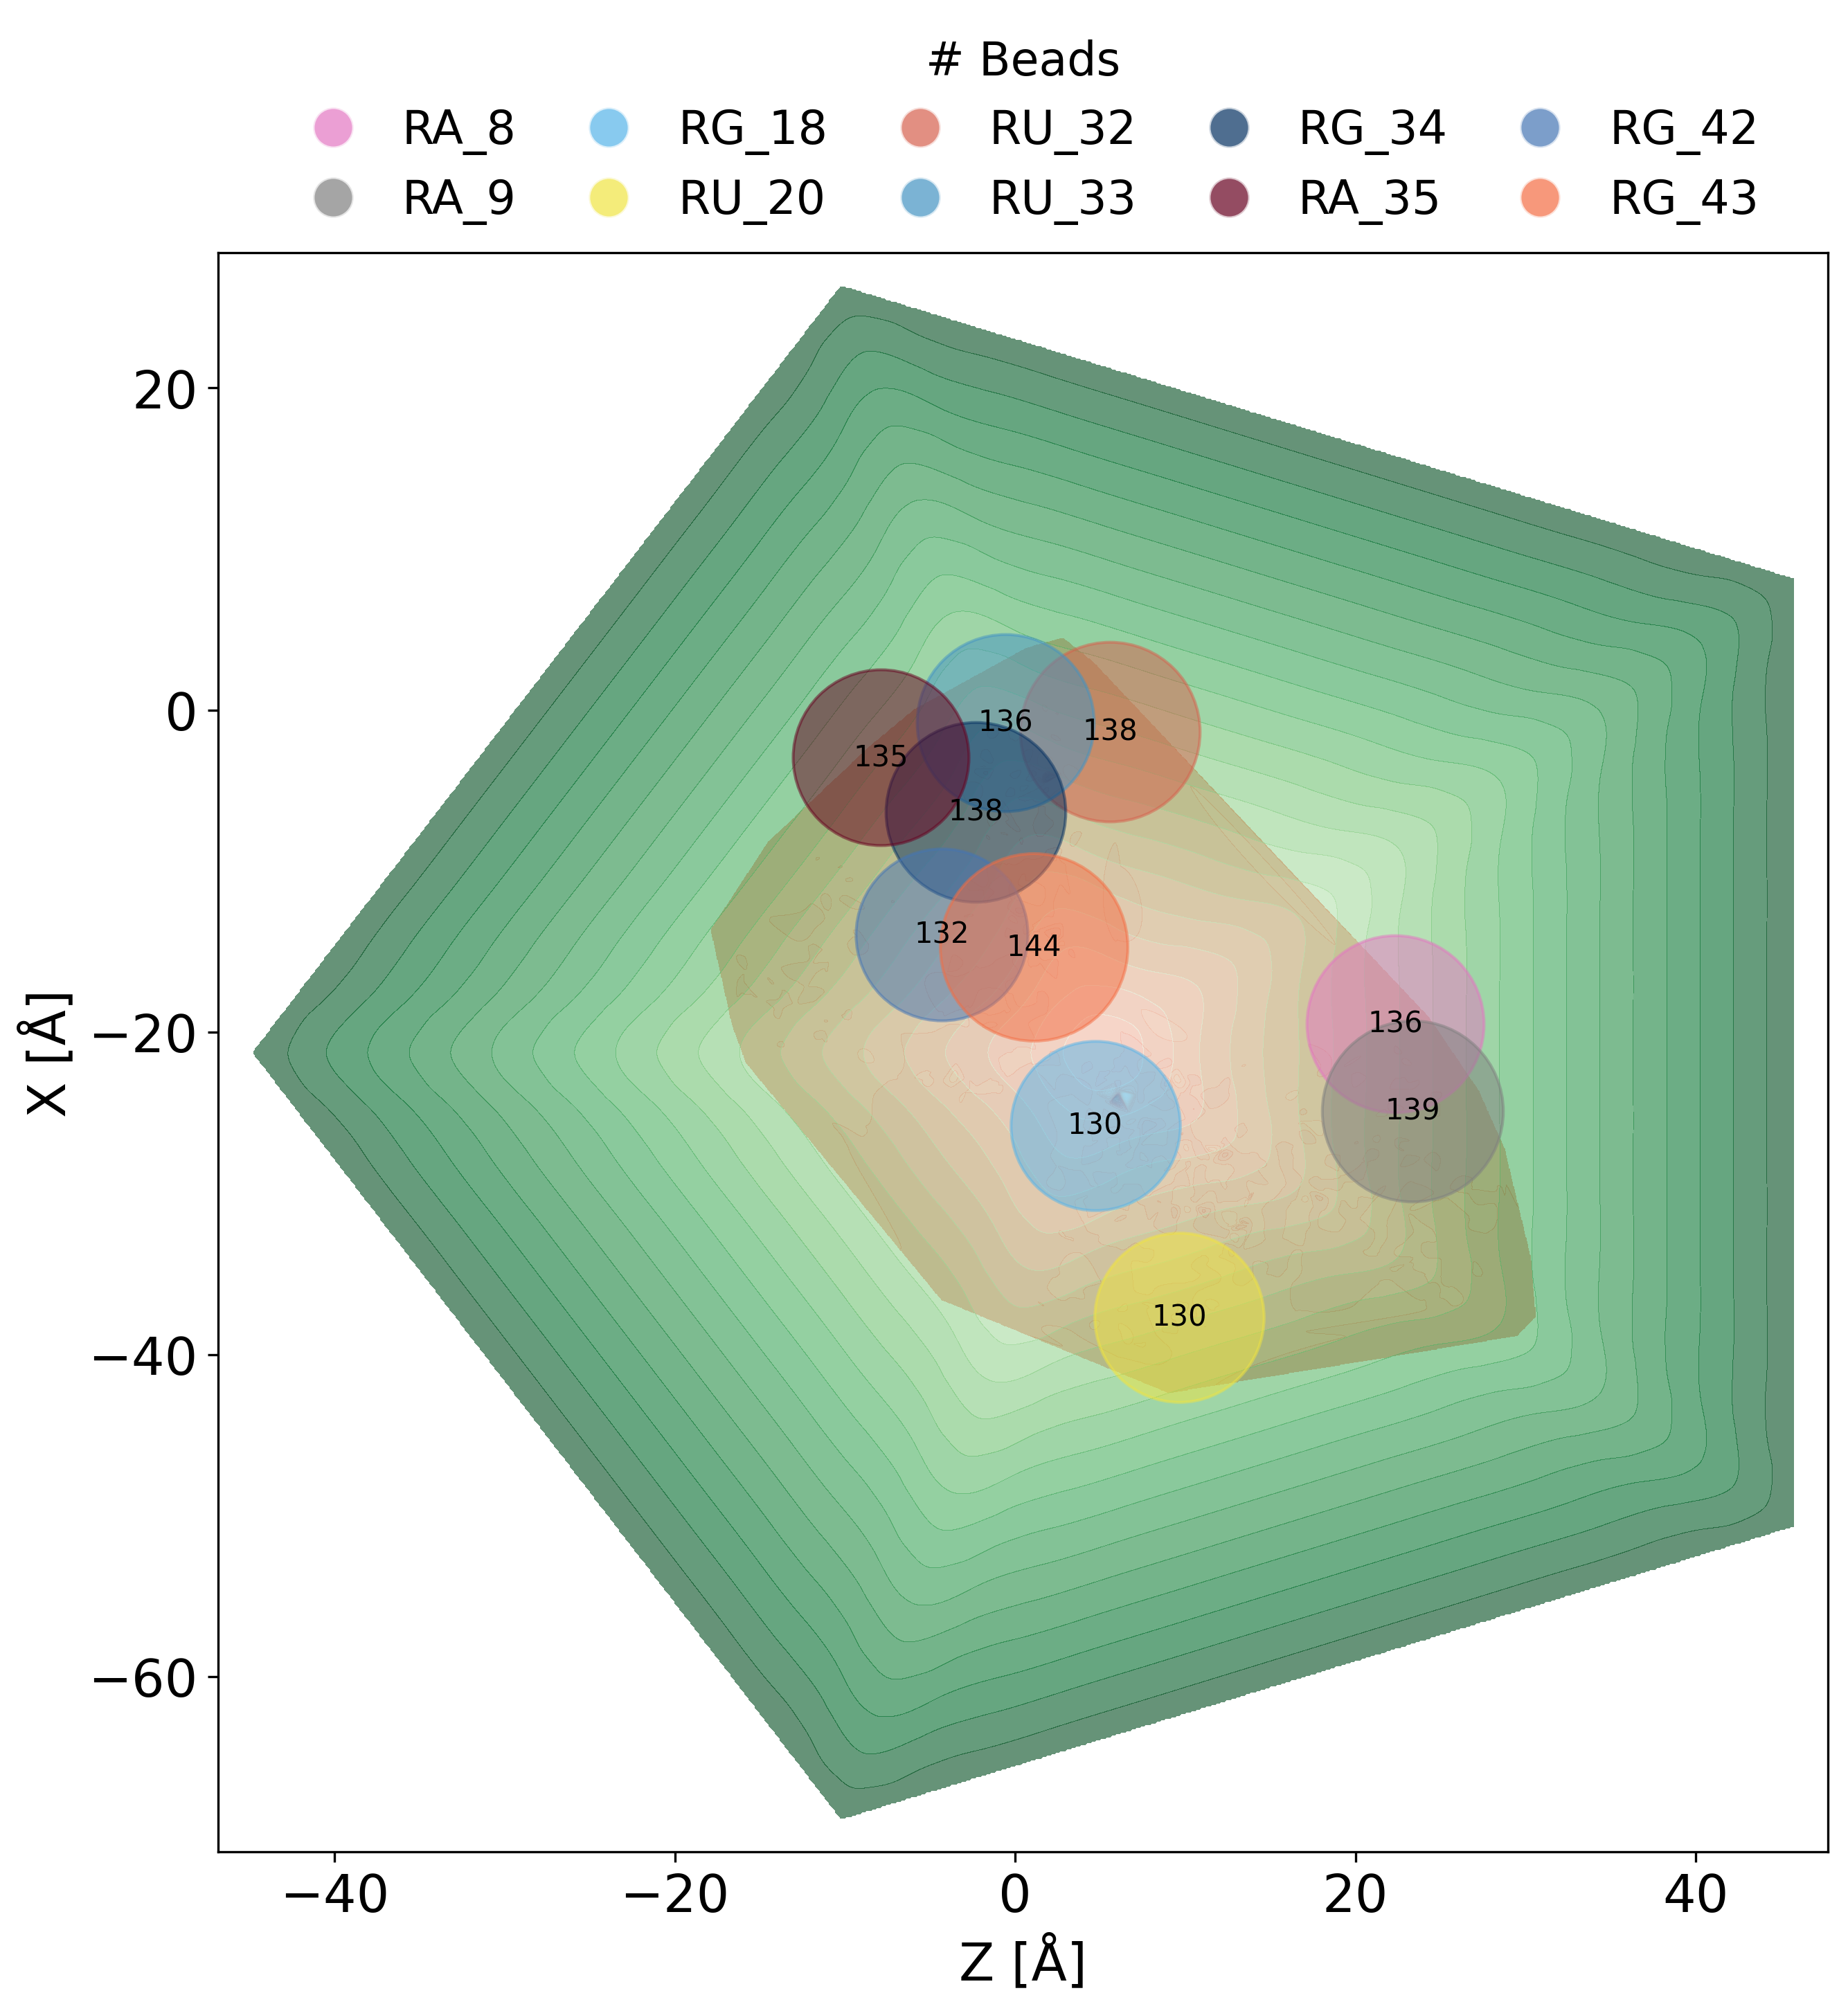 # Beads
RA_8 RG_18 RU_32 RG_34 RG_42
RA_9 RU_20 RU_33 RA_35 RG_43
20
0
−20
−40
−60
X [Å]
136
138
135
138
132
144
136
139
130
130
−40 −20 0 20 40
Z [Å]